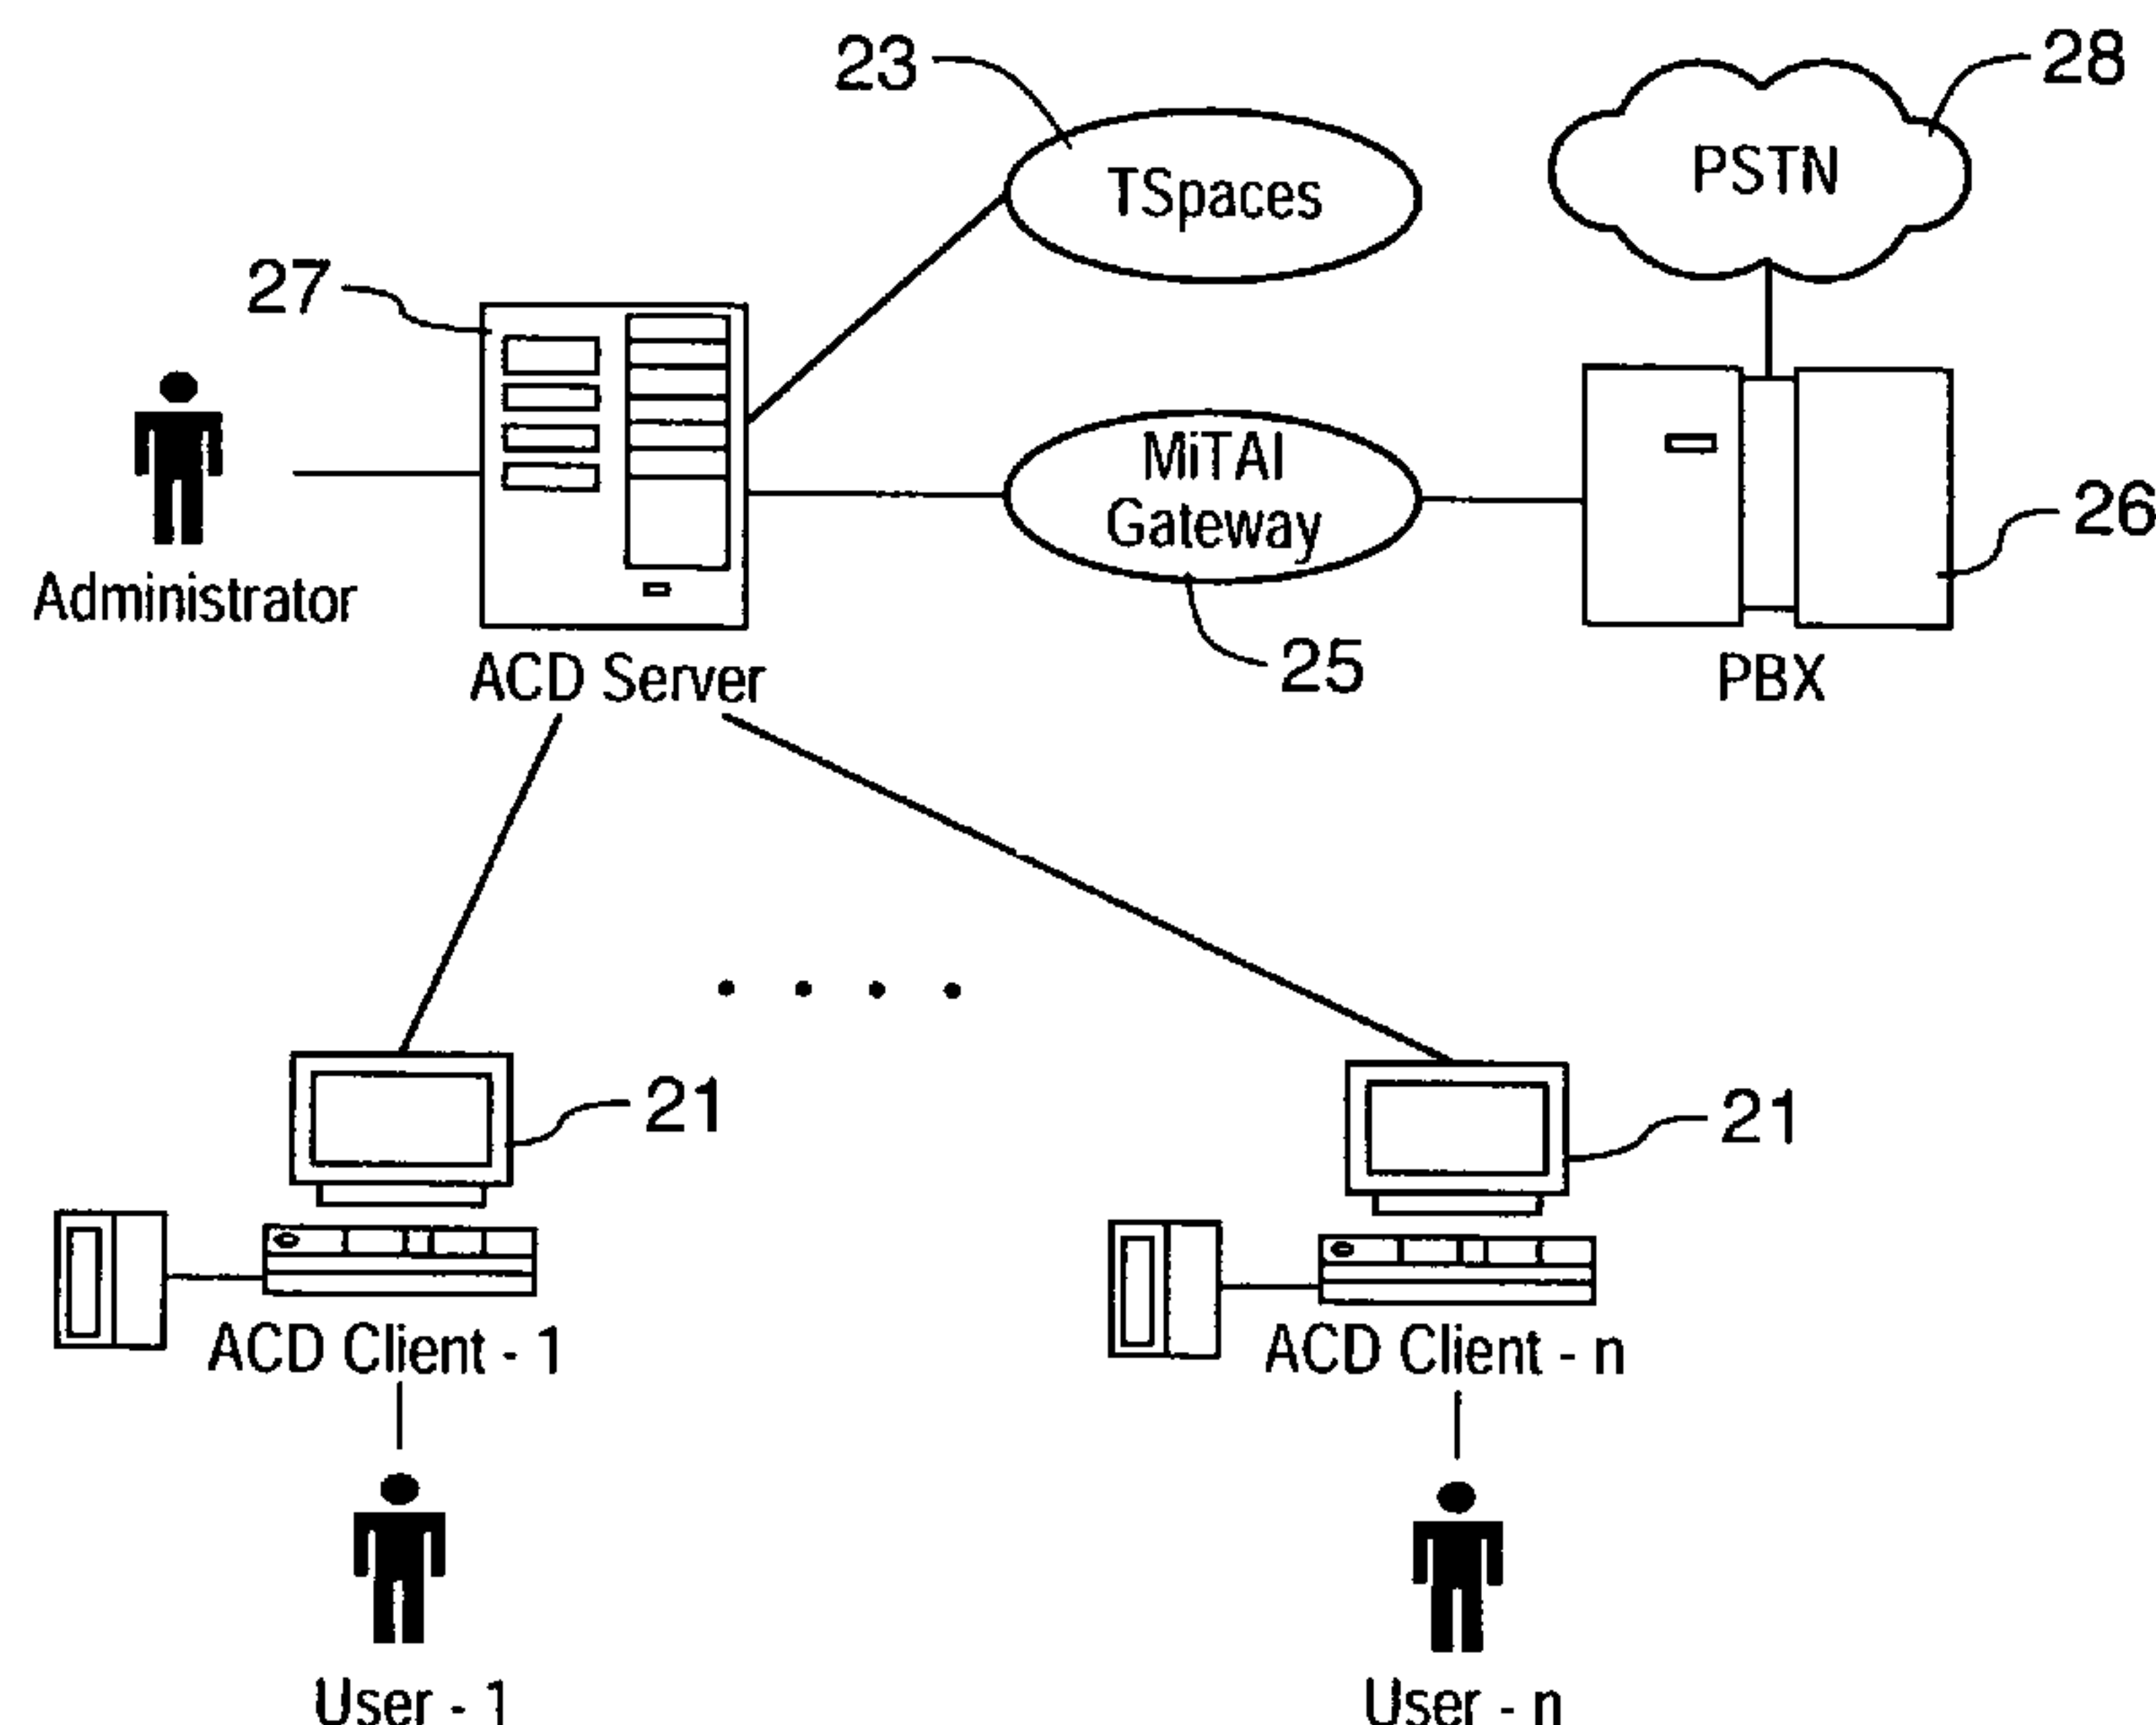 23
28
TSpaces
PSTN
27
MiTAI
Gateway
26
Administrator
25
ACD Server
PBX
21
21
ACD Client - 1
ACD Client - n
User - 1
User - n